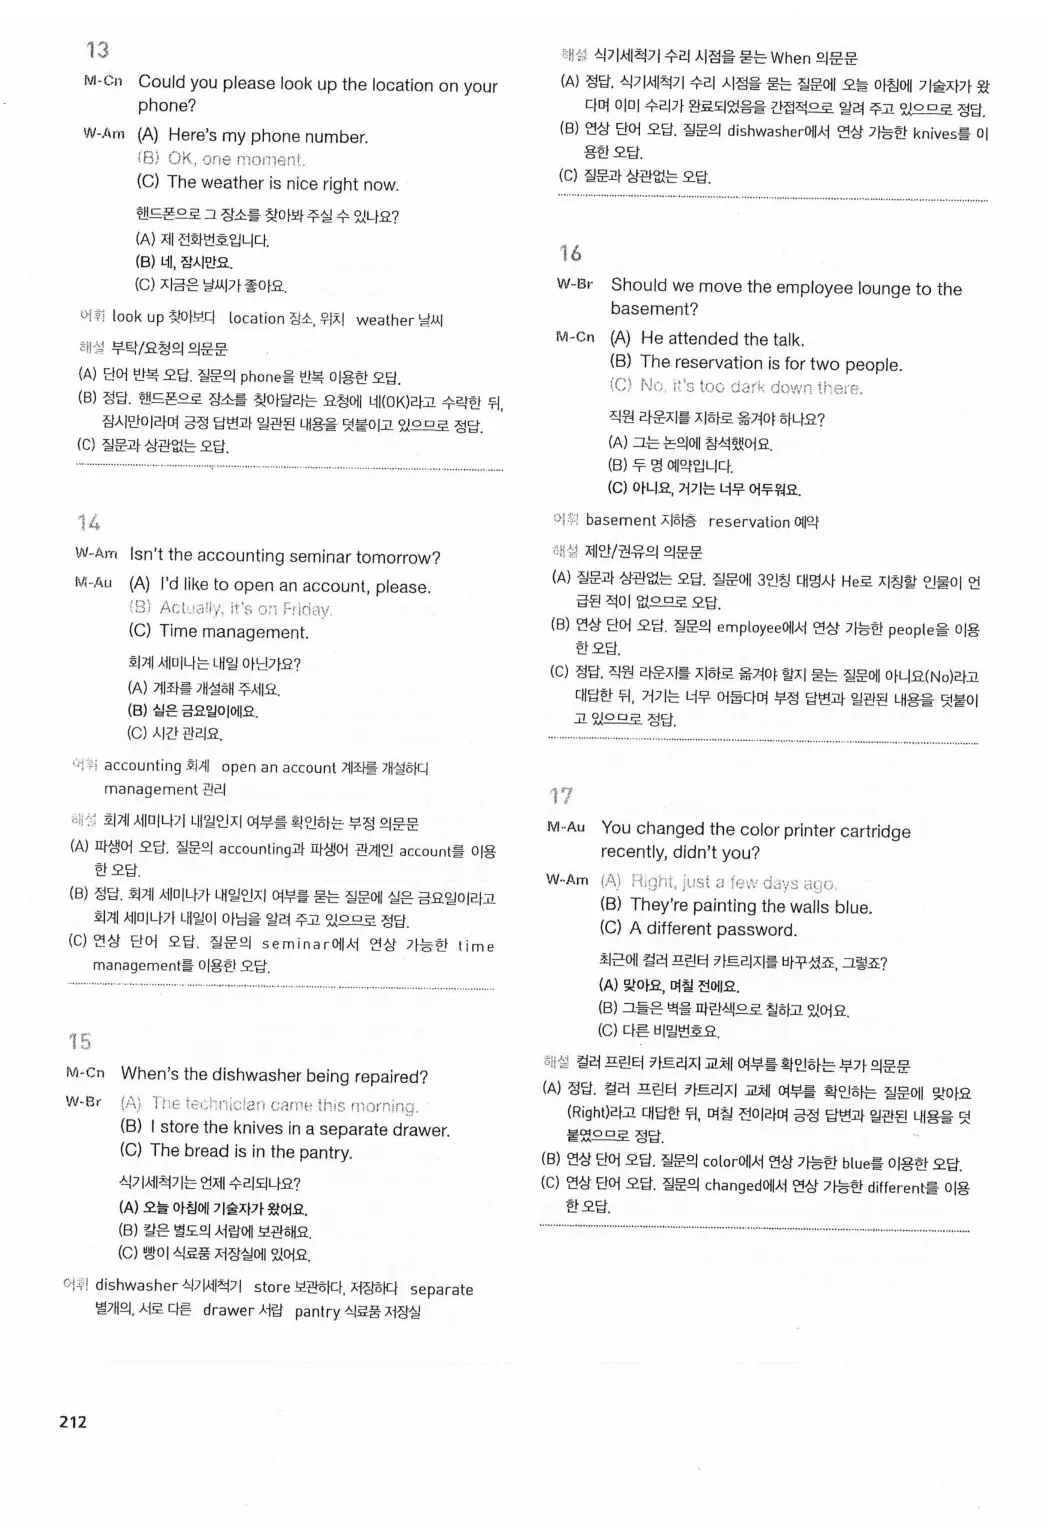 13
M-Cn Could you please look up the location on your
phone?
W-Am (A) Here's my phone number.
(B) OK, one moment.
(C) The weather is nice right now.
핸드폰으로 그 장소를 찾아봐 주실 수 있나요?
(A) 제 전화번호입니다.
(B) 네, 잠시만요.
(C) 지금은 날씨가 좋아요.
어휘 look up 찾아보다 location 장소, 위치 weather 날씨
해설 부탁/요청의 의문문
(A) 단어 반복 오답. 질문의 phone을 반복 이용한 오답.
(B) 정답. 핸드폰으로 장소를 찾아달라는 요청에 네(OK)라고 수락한 뒤,
잠시만이라며 긍정 답변과 일관된 내용을 덧붙이고 있으므로 정답.
(C) 질문과 상관없는 오답.
14
W-Am Isn't the accounting seminar tomorrow?
M-Au (A) I'd like to open an account, please.
(B) Actually, it's on Friday.
(C) Time management.
회계 세미나는 내일 아닌가요?
(A) 계좌를 개설해 주세요.
(B) 실은 금요일이에요.
(C) 시간 관리요.
어휘 accounting 회계 open an account 계좌를 개설하다
management 관리
해설 회계 세미나가 내일인지 여부를 확인하는 부정 의문문
(A) 파생어 오답. 질문의 accounting과 파생어 관계인 account를 이용
한 오답.
(B) 정답. 회계 세미나가 내일인지 여부를 묻는 질문에 실은 금요일이라고
회계 세미나가 내일이 아님을 알려 주고 있으므로 정답.
(C) 연상 단어 오답. 질문의 seminar에서 연상 가능한 time
management를 이용한 오답.
15
M-Cn When's the dishwasher being repaired?
W-Br (A) The technician came this morning.
(B) I store the knives in a separate drawer.
(C) The bread is in the pantry.
식기세척기는 언제 수리되나요?
(A) 오늘 아침에 기술자가 왔어요.
(B) 칼은 별도의 서랍에 보관해요.
(C) 빵이 식료품 저장실에 있어요.
어휘 dishwasher 식기세척기 store 보관하다, 저장하다 separate
별개의, 서로 다른 drawer 서랍 pantry 식료품 저장실
212
해설 식기세척기 수리 시점을 묻는 When 의문문
(A) 정답. 식기세척기 수리 시점을 묻는 질문에 오늘 아침에 기술자가 왔
다며 이미 수리가 완료되었음을 간접적으로 알려 주고 있으므로 정답.
(B) 연상 단어 오답. 질문의 dishwasher에서 연상 가능한 knives를 이
용한 오답.
(C) 질문과 상관없는 오답.
16
W-Br Should we move the employee lounge to the
basement?
M-Cn (A) He attended the talk.
(B) The reservation is for two people.
(C) No, it's too dark down there.
직원 라운지를 지하로 옮겨야 하나요?
(A) 그는 논의에 참석했어요.
(B) 두 명 예약입니다.
(C) 아니요, 거기는 너무 어두워요.
어휘 basement 지하층 reservation 예약
해설 제안/권유의 의문문
(A) 질문과 상관없는 오답. 질문에 3인칭 대명사 He로 지칭할 인물이 언
급된 적이 없으므로 오답.
(B) 연상 단어 오답. 질문의 employee에서 연상 가능한 people을 이용
한 오답.
(C) 정답. 직원 라운지를 지하로 옮겨야 할지 묻는 질문에 아니요(No)라고
대답한 뒤, 거기는 너무 어둡다며 부정 답변과 일관된 내용을 덧붙이
고 있으므로 정답.
17
M-Au You changed the color printer cartridge
recently, didn't you?
W-Am (A) Right, just a few days ago.
(B) They're painting the walls blue.
(C) A different password.
최근에 컬러 프린터 카트리지를 바꾸셨죠, 그렇죠?
(A) 맞아요, 며칠 전에요.
(B) 그들은 벽을 파란색으로 칠하고 있어요.
(C) 다른 비밀번호요.
해설 컬러 프린터 카트리지 교체 여부를 확인하는 부가 의문문
(A) 정답. 컬러 프린터 카트리지 교체 여부를 확인하는 질문에 맞아요
(Right)라고 대답한 뒤, 며칠 전이라며 긍정 답변과 일관된 내용을 덧
붙였으므로 정답.
(B) 연상 단어 오답. 질문의 color에서 연상 가능한 blue를 이용한 오답.
(C) 연상 단어 오답. 질문의 changed에서 연상 가능한 different를 이용
한 오답.